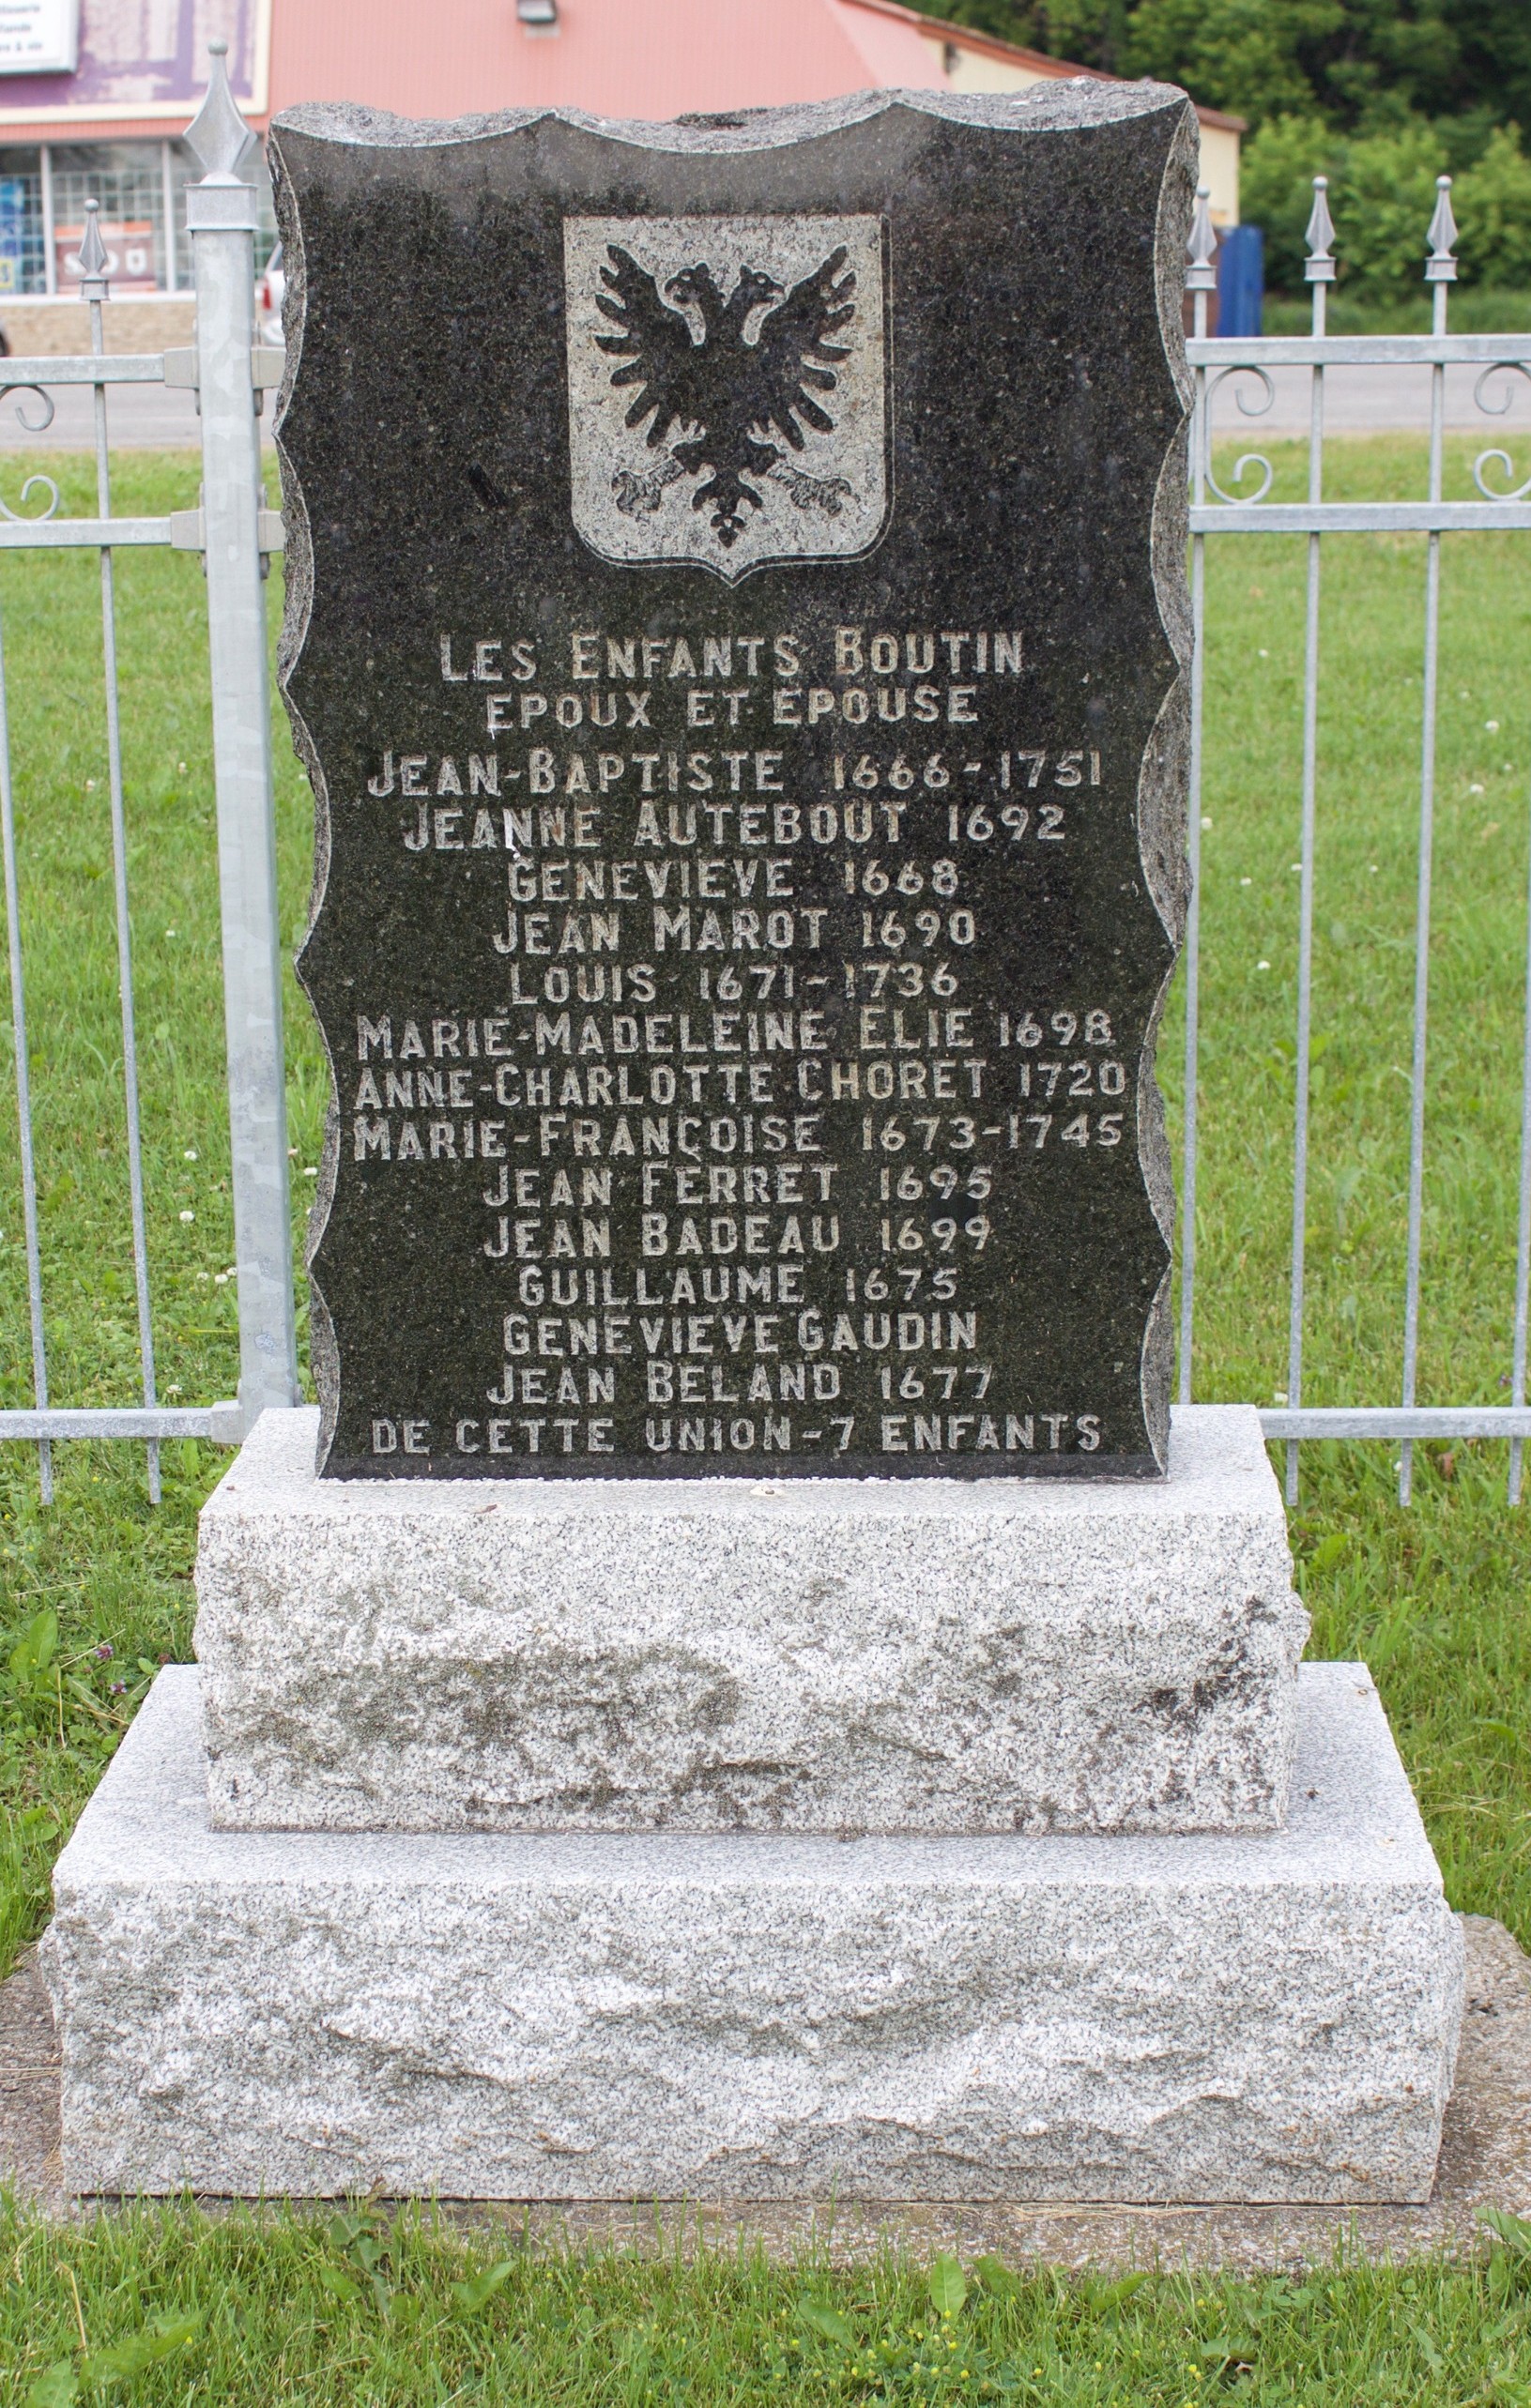 LES ENFANTS BOUTIN
EPOUX ET EPOUSE
JEAN-BAPTISTE 1666-1751
JEANNE AUTEBOUT 1692
GENEVIEVE 1668
JEAN MAROT 1690
LOUIS 1671-1736
MARIE-MADELEINE ELIE 1698
ANNE-CHARLOTTE CHORET 1720
MARIE-FRANÇOISE 1673-1745
JEAN FERRET 1695
JEAN BADEAU 1699
GUILLAUME 1675
GENEVIEVE GAUDIN
JEAN BELAND 1677
DE CETTE UNION-7 ENFANTS